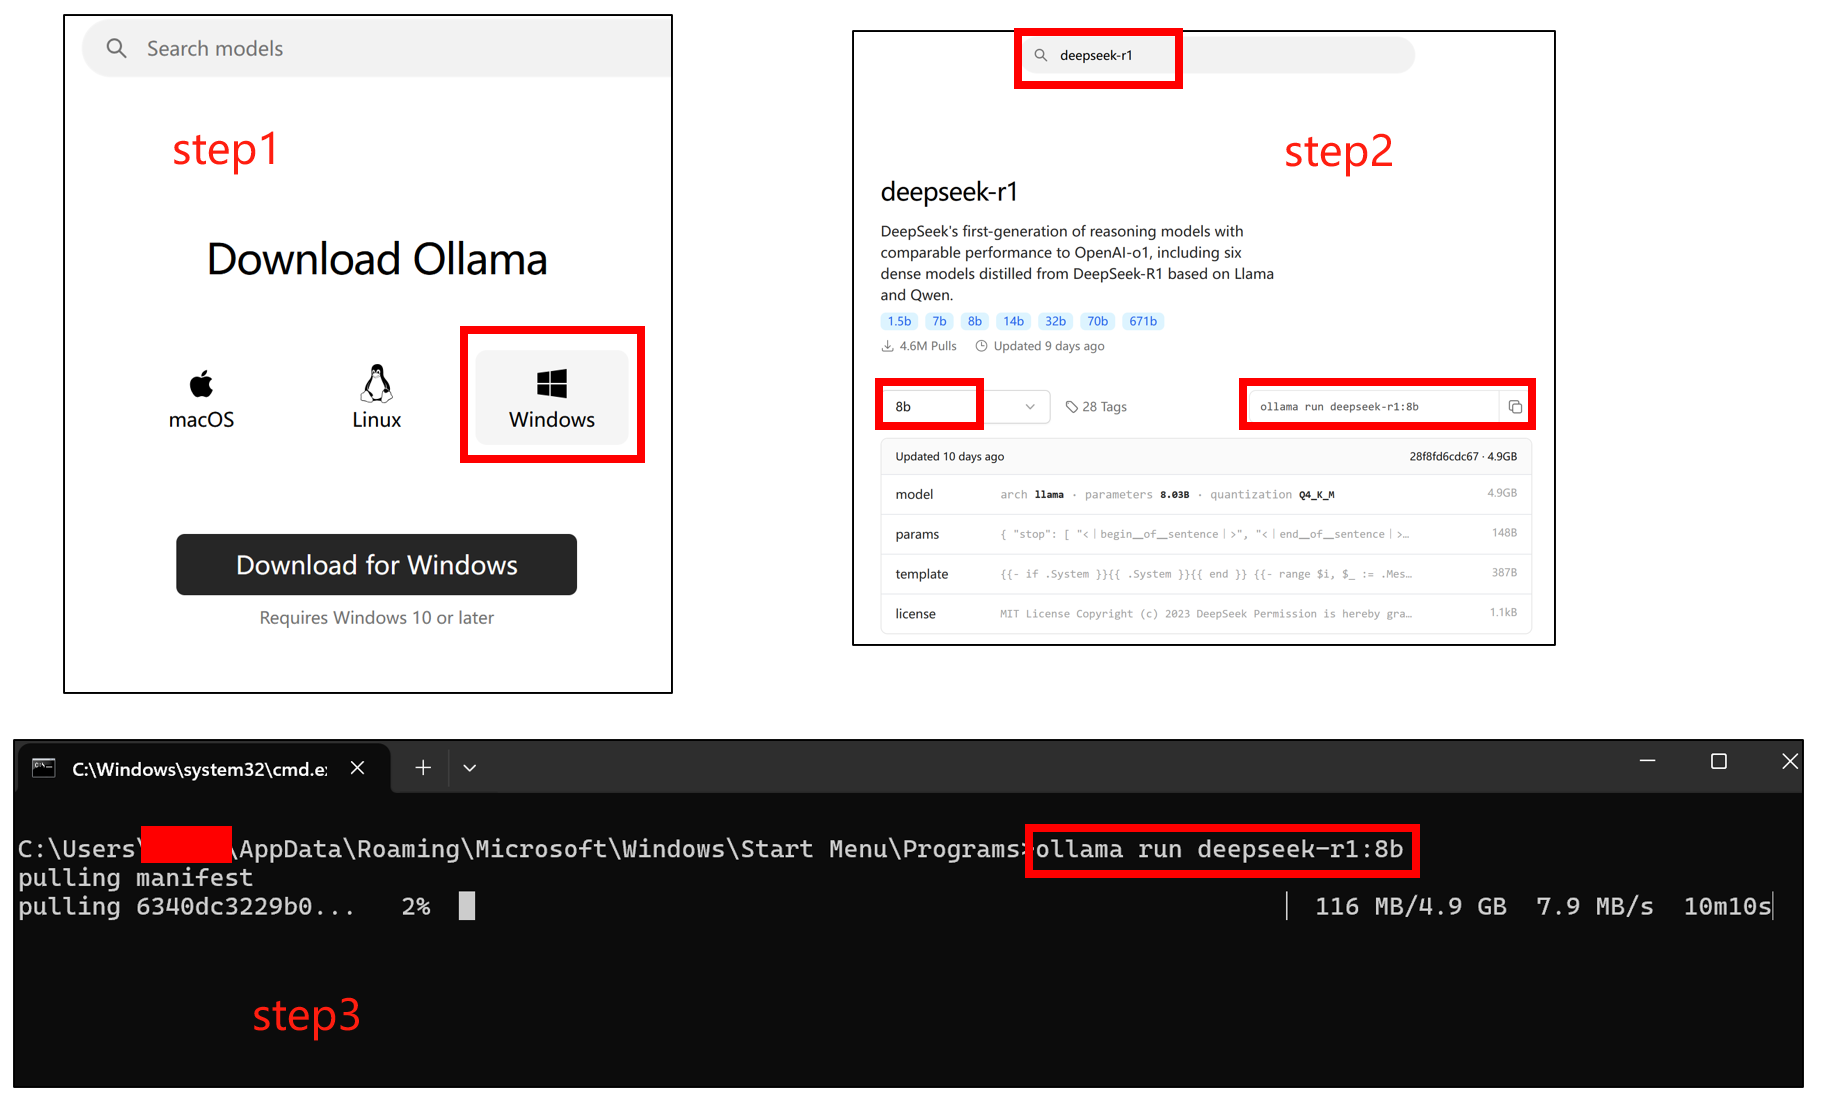 Search models
step1
Download Ollama
macOS
Linux
Windows
Download for Windows
Requires Windows 10 or later
deepseek-r1
step2
deepseek-r1
DeepSeek's first-generation of reasoning models with
comparable performance to OpenAI-o1, including six
dense models distilled from DeepSeek-R1 based on Llama
and Qwen.
1.5b 7b 8b 14b 32b 70b 671b
4.6M Pulls Updated 9 days ago
8b 28 Tags ollama run deepseek-r1:8b
Updated 10 days ago 28f8fd6cdc67 · 4.9GB
model arch llama · parameters 8.03B · quantization Q4_K_M 4.9GB
params { "stop": [ "<｜begin▁of▁sentence｜>", "<｜end▁of▁sentence｜>… 148B
template {{- if .System }}{{ .System }}{{ end }} {{- range $i, $_ := .Mes… 387B
license MIT License Copyright (c) 2023 DeepSeek Permission is hereby gra… 1.1kB
C:\Windows\system32\cmd.e
C:\Users\ \AppData\Roaming\Microsoft\Windows\Start Menu\Programs>ollama run deepseek-r1:8b
pulling manifest
pulling 6340dc3229b0... 2% 116 MB/4.9 GB 7.9 MB/s 10m10s
step3